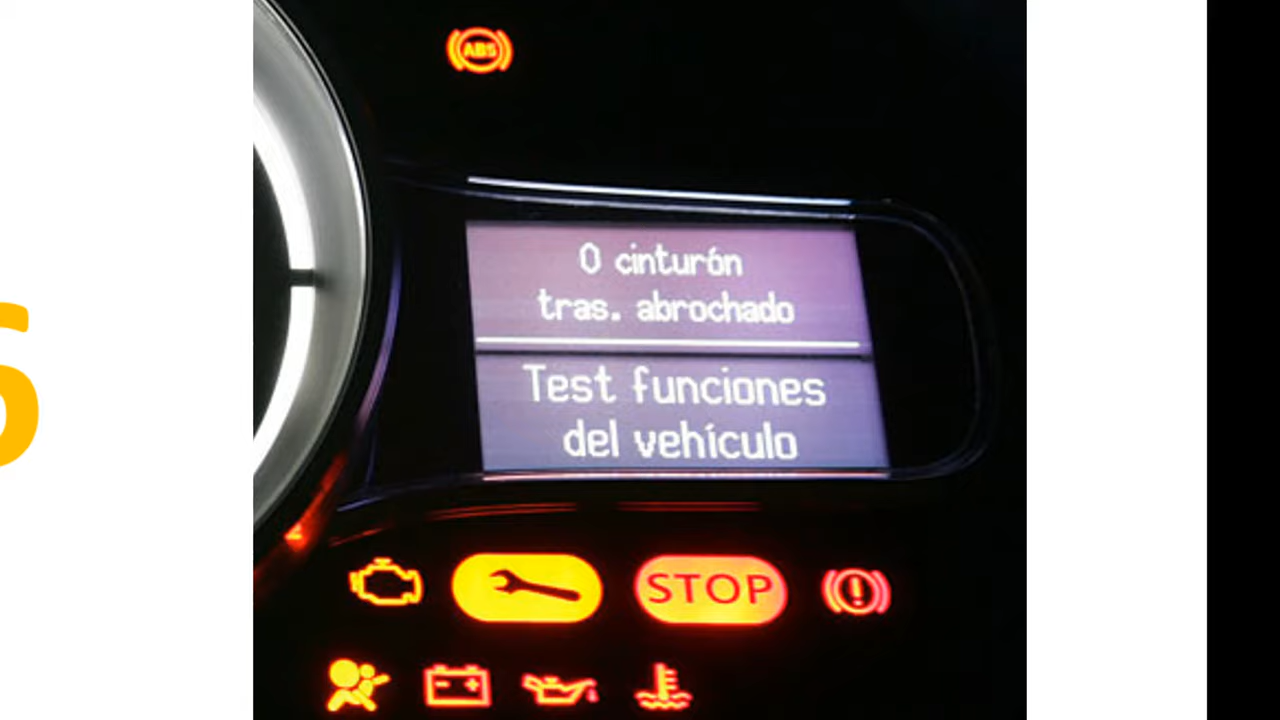 ABS
0 cinturón
tras. abrochado
Test funciones
del vehículo
STOP